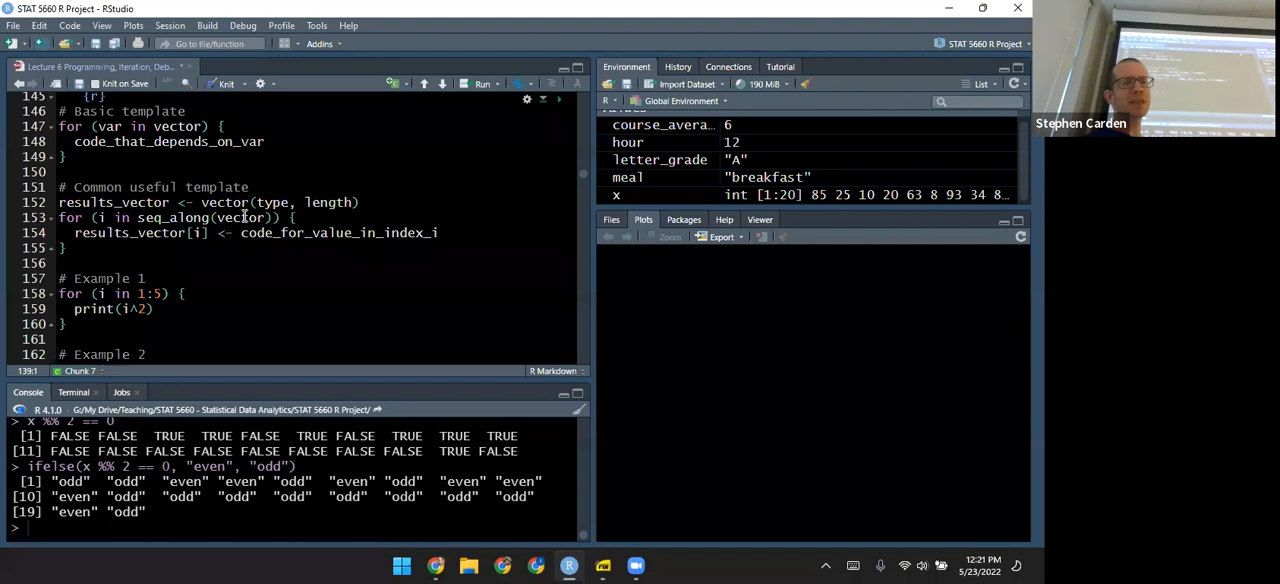 STAT 5660 R Project - RStudio
File Edit Code View Plots Session Build Debug Profile Tools Help
Go to file/function Addins STAT 5660 R Project
Lecture 6 Programming, Iteration, Deb...
Knit on Save Knit Run
145 {r}
146 # Basic template
147 for (var in vector) {
148 code_that_depends_on_var
149 }
150
151 # Common useful template
152 results_vector <- vector(type, length)
153 for (i in seq_along(vector)) {
154 results_vector[i] <- code_for_value_in_index_i
155 }
156
157 # Example 1
158 for (i in 1:5) {
159 print(i^2)
160 }
161
162 # Example 2
139:1 Chunk 7 R Markdown
Console Terminal Jobs
R 4.1.0 · G:/My Drive/Teaching/STAT 5660 - Statistical Data Analytics/STAT 5660 R Project/
> x %% 2 == 0
[1] FALSE FALSE TRUE TRUE FALSE TRUE FALSE TRUE TRUE TRUE
[11] FALSE FALSE FALSE FALSE FALSE FALSE FALSE FALSE TRUE FALSE
> ifelse(x %% 2 == 0, "even", "odd")
[1] "odd" "odd" "even" "even" "odd" "even" "odd" "even" "even"
[10] "even" "odd" "odd" "odd" "odd" "odd" "odd" "odd" "odd"
[19] "even" "odd"
>
Environment History Connections Tutorial
Import Dataset 190 MiB List
R Global Environment
values
course_avera... 6
hour 12
letter_grade "A"
meal "breakfast"
x int [1:20] 85 25 10 20 63 8 93 34 8...
Files Plots Packages Help Viewer
Zoom Export
Stephen Carden
12:21 PM
5/23/2022